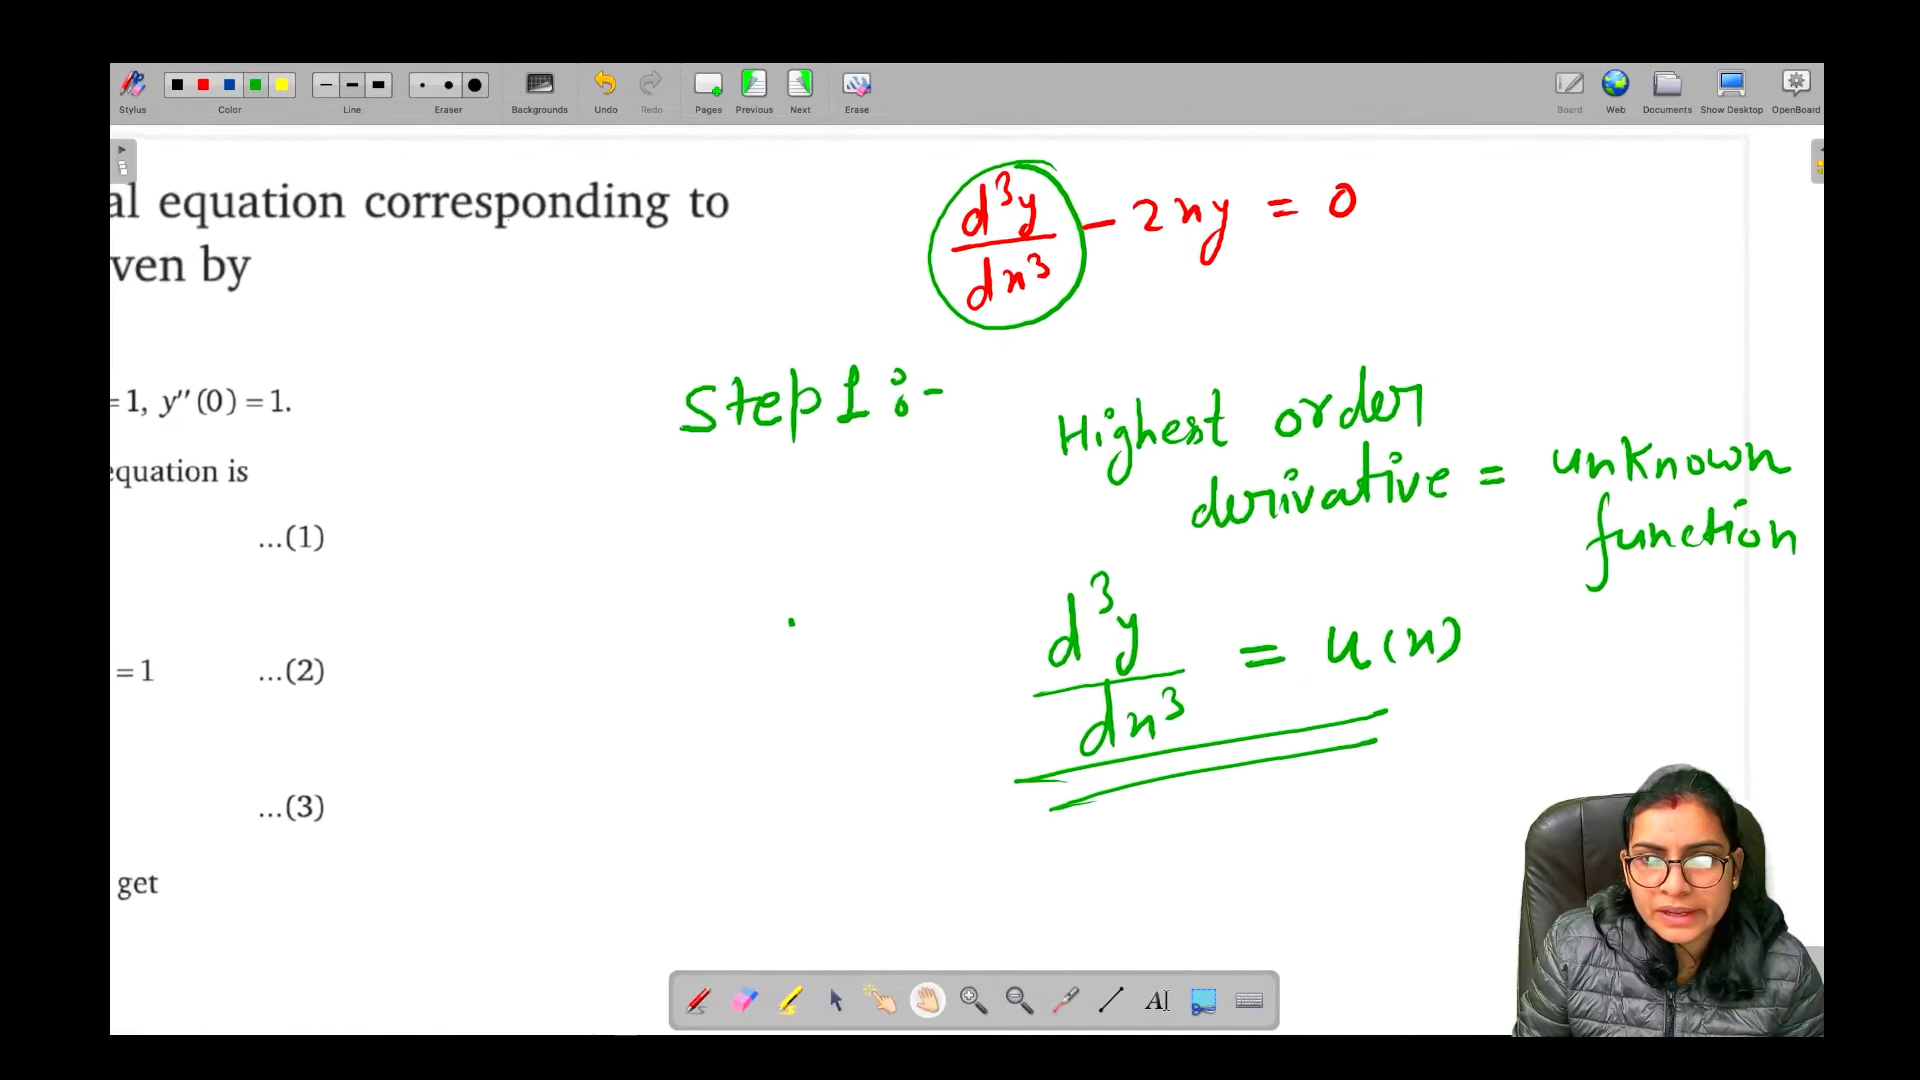 Stylus Color Line Eraser Backgrounds Undo Redo Pages Previous Next Erase Board Web Documents Show Desktop OpenBoard
al equation corresponding to
ven by
= 1, y″(0) = 1.
equation is
...(1)
= 1 ...(2)
...(3)
get
d³y/dx³ - 2xy = 0
Step 1 :-
Highest order
derivative = unknown
function
d³y/dx³ = u(x)
AI